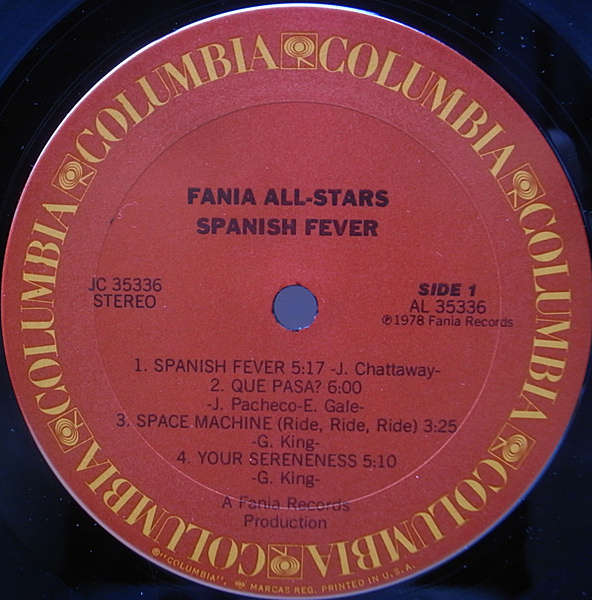 COLUMBIA COLUMBIA COLUMBIA COLUMBIA COLUMBIA COLUMBIA COLUMBIA
FANIA ALL-STARS
SPANISH FEVER
JC 35336
STEREO
SIDE 1
AL 35336
℗1978 Fania Records
1. SPANISH FEVER 5:17 -J. Chattaway-
2. QUE PASA? 6:00
-J. Pacheco-E. Gale-
3. SPACE MACHINE (Ride, Ride, Ride) 3:25
-G. King-
4. YOUR SERENENESS 5:10
-G. King-
A Fania Records
Production
®"COLUMBIA", MARCAS REG. PRINTED IN U.S.A.